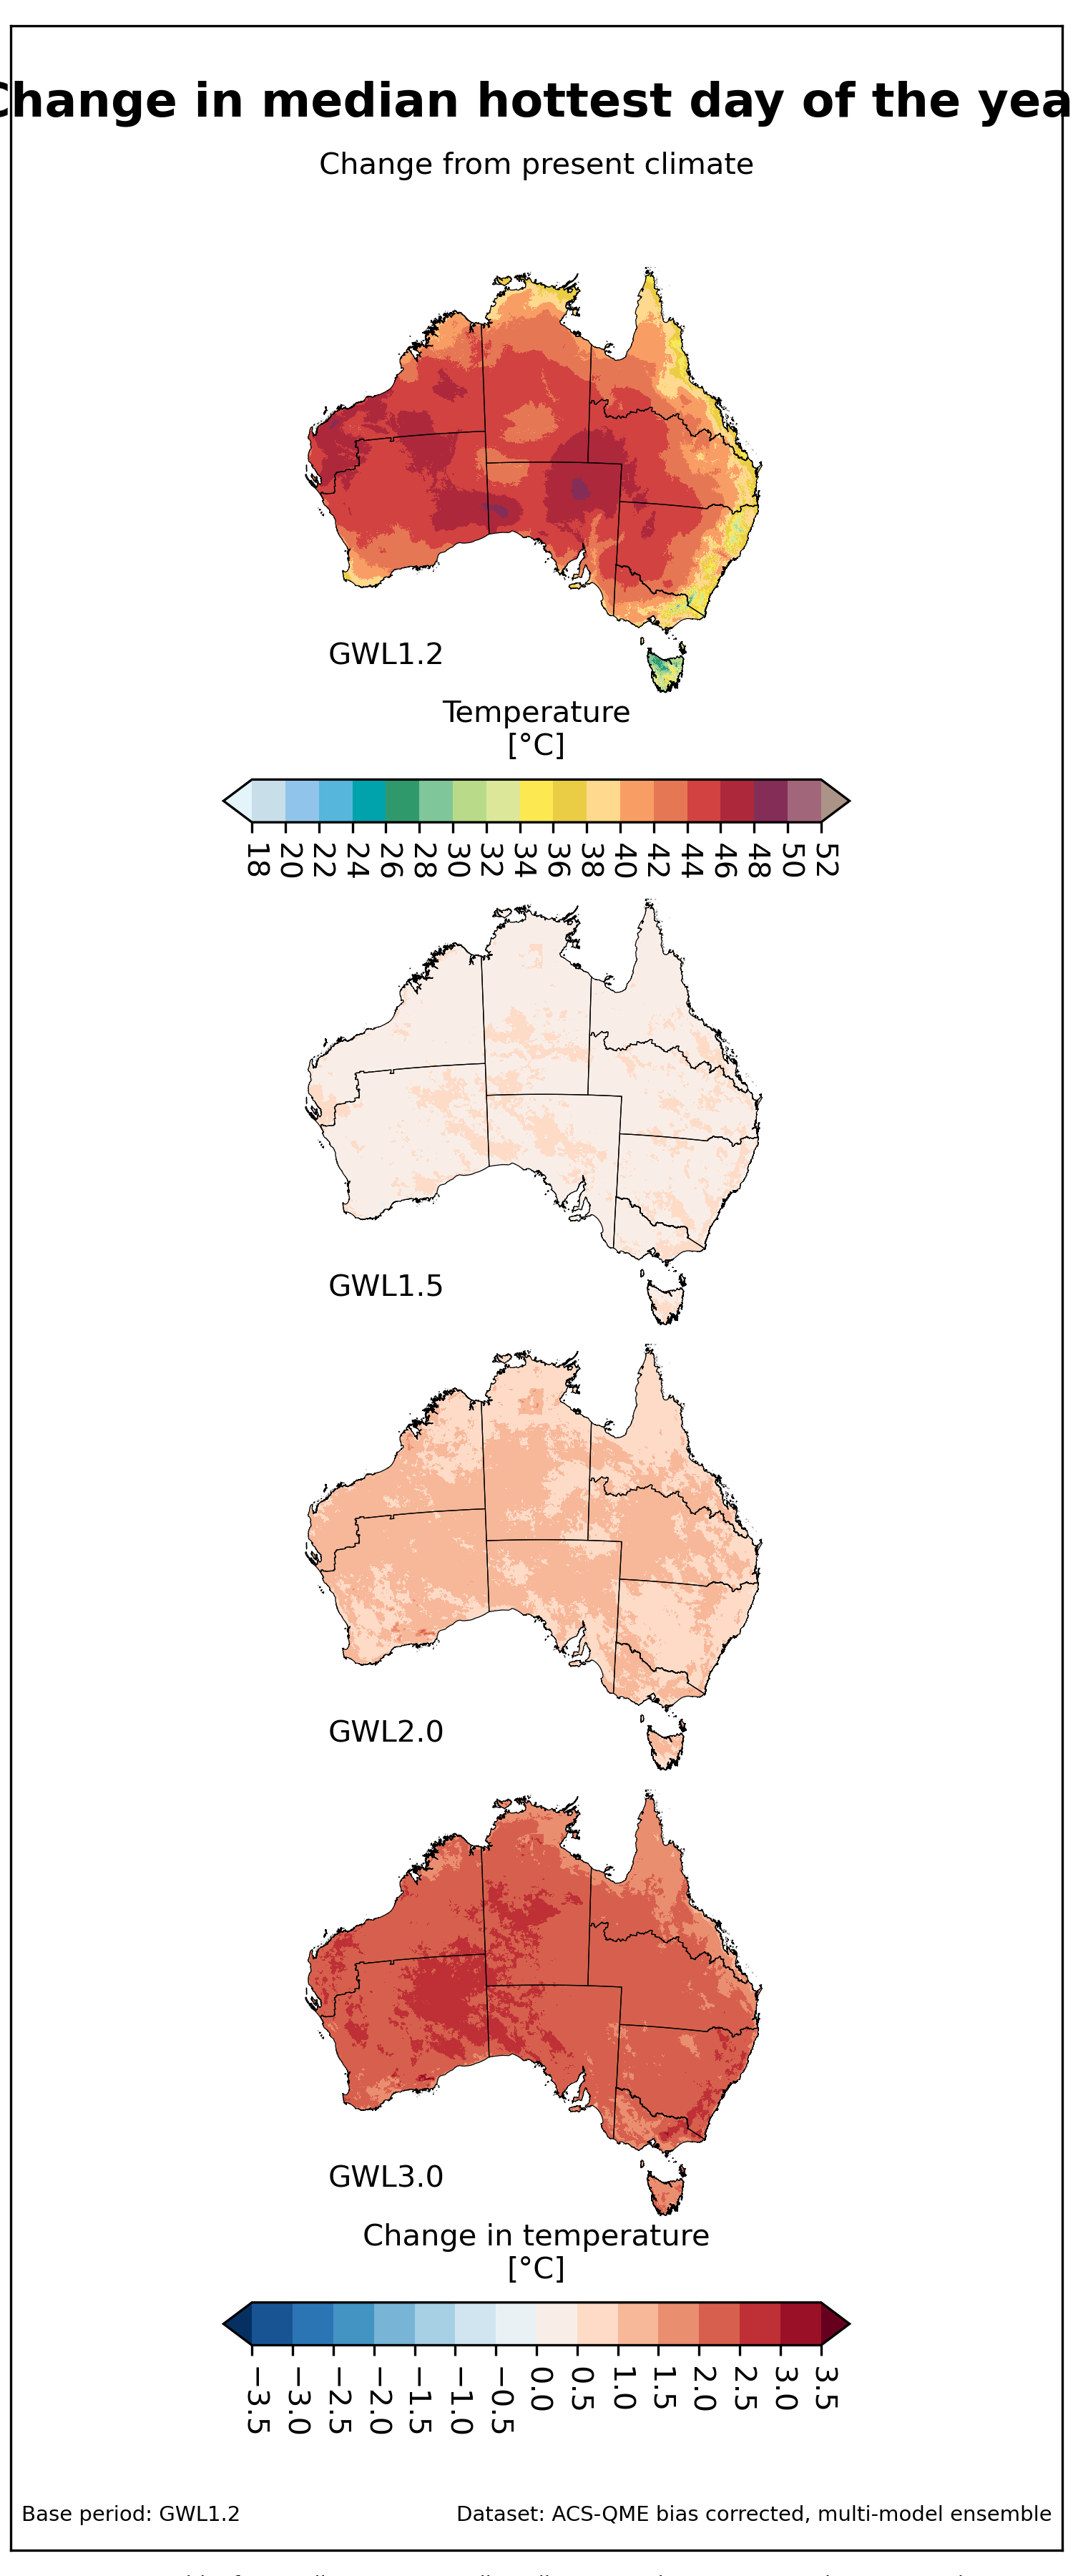 Change in median hottest day of the yea
Change from present climate
GWL1.2
Temperature
[°C]
18 20 22 24 26 28 30 32 34 36 38 40 42 44 46 48 50 52
GWL1.5
GWL2.0
GWL3.0
Change in temperature
[°C]
−3.5 −3.0 −2.5 −2.0 −1.5 −1.0 −0.5 0.0 0.5 1.0 1.5 2.0 2.5 3.0 3.5
Base period: GWL1.2
Dataset: ACS-QME bias corrected, multi-model ensemble